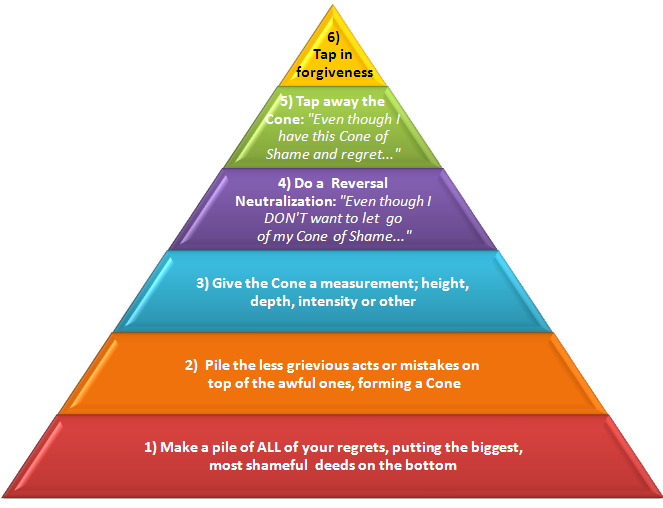 6)
Tap in
forgiveness
5) Tap away the
Cone: "Even though I
have this Cone of
Shame and regret..."
4) Do a  Reversal
Neutralization: "Even though I
DON'T want to let  go
of my Cone of Shame..."
3) Give the Cone a measurement; height,
depth, intensity or other
2)  Pile the less grievious acts or mistakes on
top of the awful ones, forming a Cone
1) Make a pile of ALL of your regrets, putting the biggest,
most shameful  deeds on the bottom